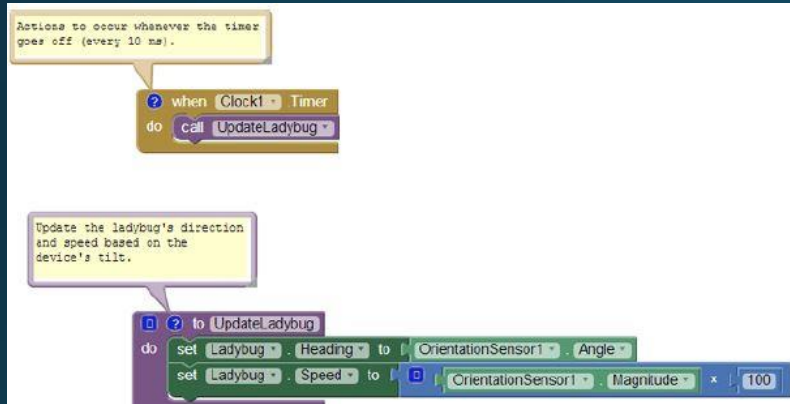 Actions to occur whenever the timer
goes off (every 10 ms).
when Clock1 .Timer
do call UpdateLadybug
Update the ladybug's direction
and speed based on the
device's tilt.
to UpdateLadybug
do set Ladybug . Heading to OrientationSensor1 . Angle
set Ladybug . Speed to OrientationSensor1 . Magnitude × 100